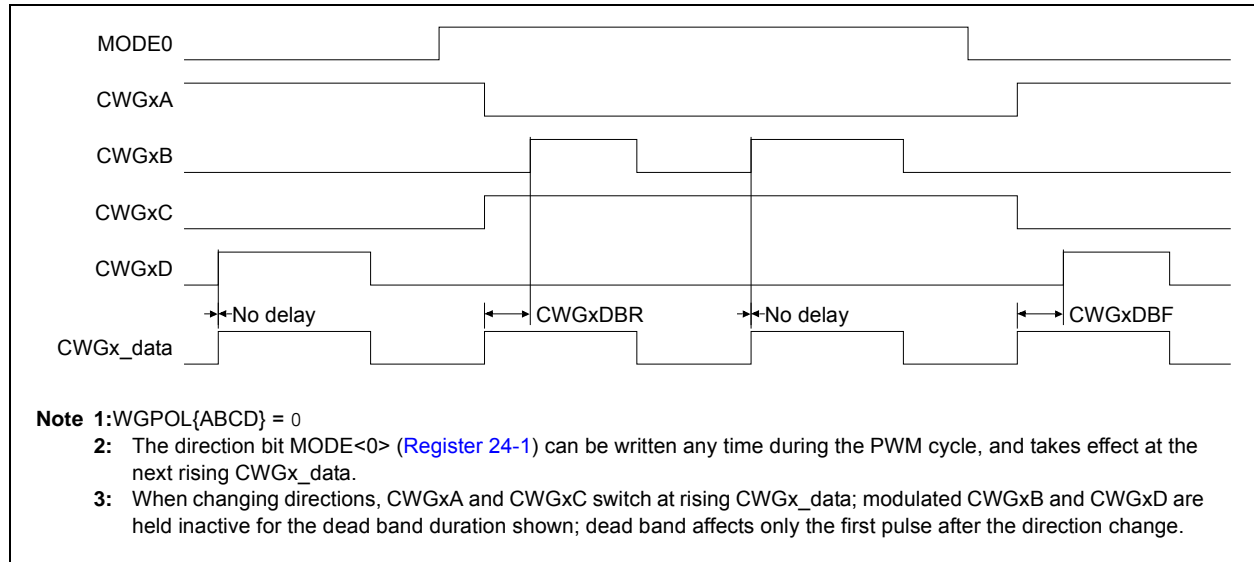 MODE0
CWGxA
CWGxB
CWGxC
CWGxD
No delay
CWGxDBR
No delay
CWGxDBF
CWGx_data
Note 1:WGPOL{ABCD} = 0
2: The direction bit MODE<0> (Register 24-1) can be written any time during the PWM cycle, and takes effect at the
next rising CWGx_data.
3: When changing directions, CWGxA and CWGxC switch at rising CWGx_data; modulated CWGxB and CWGxD are
held inactive for the dead band duration shown; dead band affects only the first pulse after the direction change.